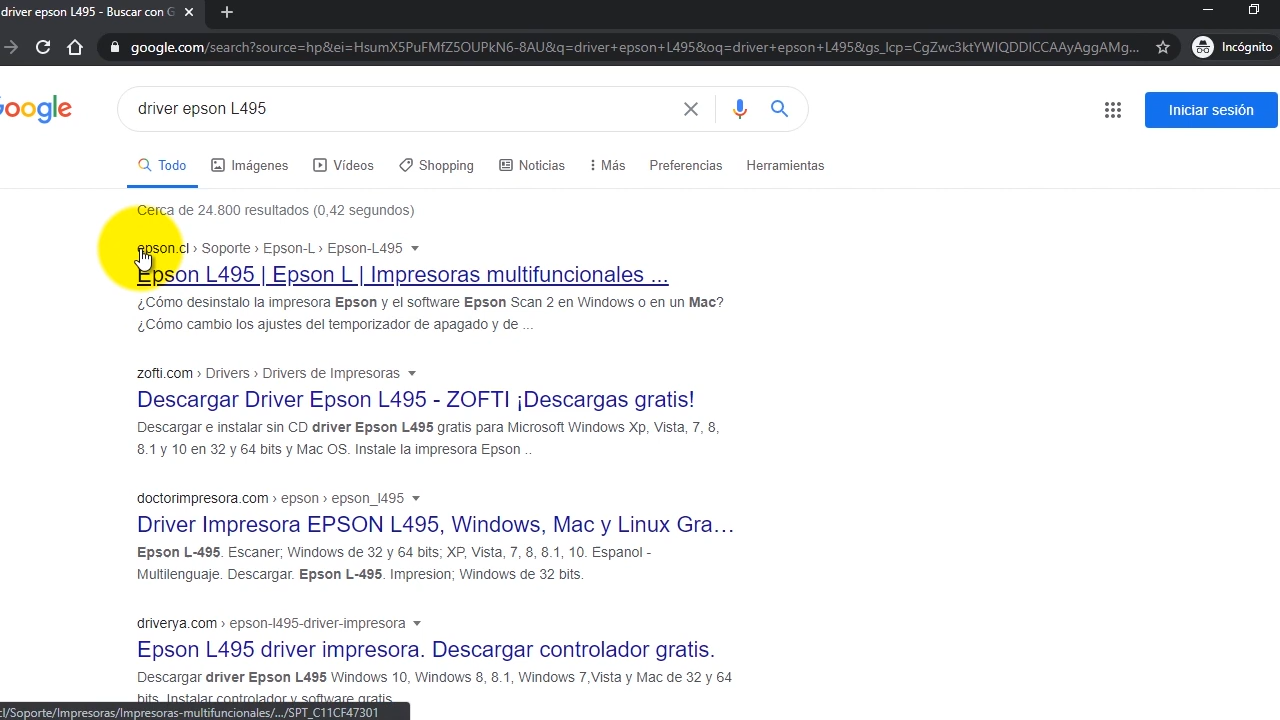 driver epson L495 - Buscar con G
google.com/search?source=hp&ei=HsumX5PuFMfZ5OUPkN6-8AU&q=driver+epson+L495&oq=driver+epson+L495&gs_lcp=CgZwc3ktYWIQDDICCAAyAggAMg...
Incógnito
Google
driver epson L495
Iniciar sesión
Todo Imágenes Vídeos Shopping Noticias Más Preferencias Herramientas
Cerca de 24.800 resultados (0,42 segundos)
epson.cl › Soporte › Epson-L › Epson-L495
Epson L495 | Epson L | Impresoras multifuncionales ...
¿Cómo desinstalo la impresora Epson y el software Epson Scan 2 en Windows o en un Mac?
¿Cómo cambio los ajustes del temporizador de apagado y de ...
zofti.com › Drivers › Drivers de Impresoras
Descargar Driver Epson L495 - ZOFTI ¡Descargas gratis!
Descargar e instalar sin CD driver Epson L495 gratis para Microsoft Windows Xp, Vista, 7, 8,
8.1 y 10 en 32 y 64 bits y Mac OS. Instale la impresora Epson ..
doctorimpresora.com › epson › epson_l495
Driver Impresora EPSON L495, Windows, Mac y Linux Gra...
Epson L-495. Escaner; Windows de 32 y 64 bits; XP, Vista, 7, 8, 8.1, 10. Espanol -
Multilenguaje. Descargar. Epson L-495. Impresion; Windows de 32 bits.
driverya.com › epson-l495-driver-impresora
Epson L495 driver impresora. Descargar controlador gratis.
Descargar driver Epson L495 Windows 10, Windows 8, 8.1, Windows 7,Vista y Mac de 32 y 64
bits. Instalar controlador y software gratis.
cl/Soporte/Impresoras/Impresoras-multifuncionales/.../SPT_C11CF47301